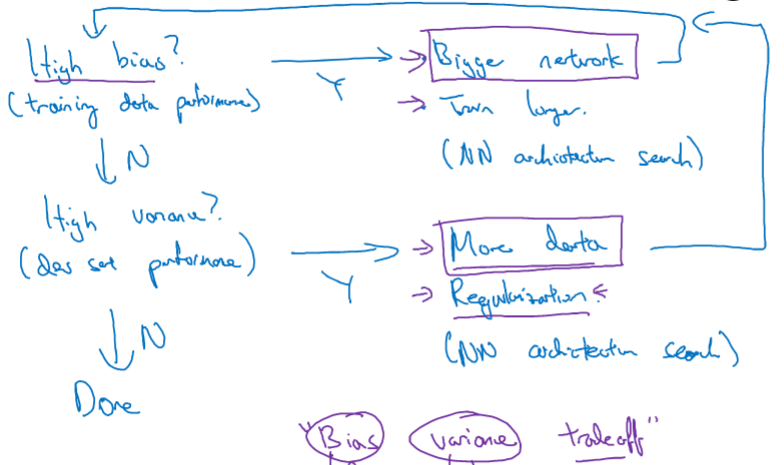 High bias? Y Bigger network
(training data performance) Train longer.
N (NN architecture search)
High variance? More data
(dev set performance) Y Regularization.
N (NN architecture search)
Done
"Bias variance tradeoff"